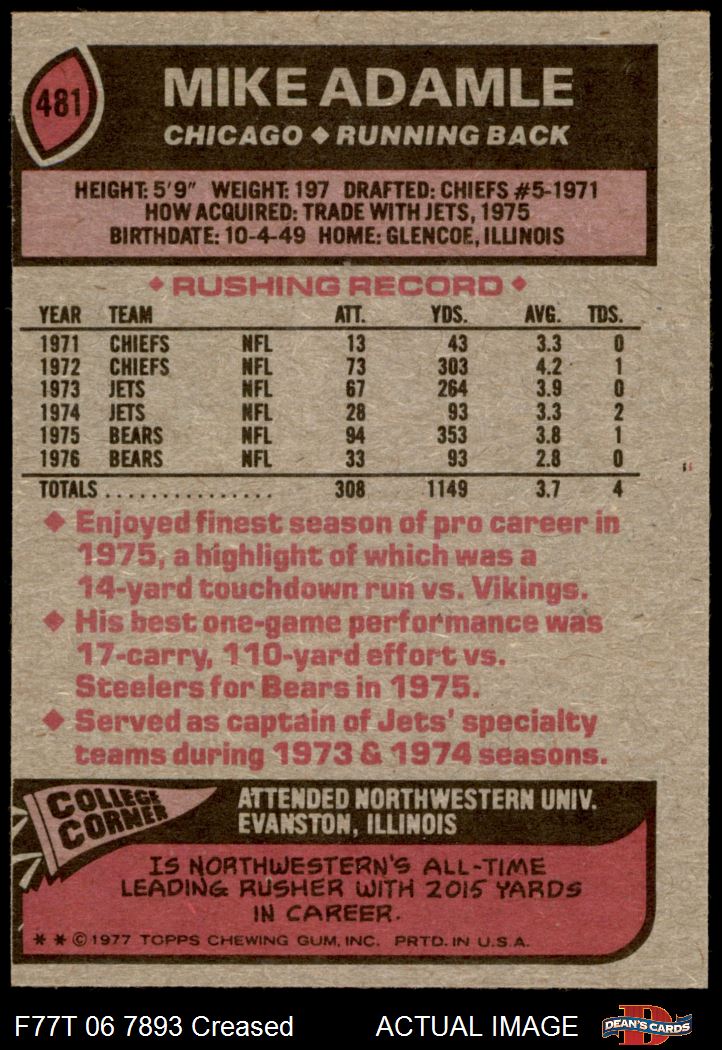 481
MIKE ADAMLE
CHICAGO ◆ RUNNING BACK
HEIGHT: 5'9" WEIGHT: 197 DRAFTED: CHIEFS #5-1971
HOW ACQUIRED: TRADE WITH JETS, 1975
BIRTHDATE: 10-4-49 HOME: GLENCOE, ILLINOIS
◆ RUSHING RECORD ◆
YEAR TEAM ATT. YDS. AVG. TDS.
1971 CHIEFS NFL 13 43 3.3 0
1972 CHIEFS NFL 73 303 4.2 1
1973 JETS NFL 67 264 3.9 0
1974 JETS NFL 28 93 3.3 2
1975 BEARS NFL 94 353 3.8 1
1976 BEARS NFL 33 93 2.8 0
TOTALS ................ 308 1149 3.7 4
◆ Enjoyed finest season of pro career in
1975, a highlight of which was a
14-yard touchdown run vs. Vikings.
◆ His best one-game performance was
17-carry, 110-yard effort vs.
Steelers for Bears in 1975.
◆ Served as captain of Jets' specialty
teams during 1973 & 1974 seasons.
COLLEGE
CORNER
ATTENDED NORTHWESTERN UNIV.
EVANSTON, ILLINOIS
IS NORTHWESTERN'S ALL-TIME
LEADING RUSHER WITH 2015 YARDS
IN CAREER.
* * © 1977 TOPPS CHEWING GUM, INC. PRTD. IN U.S.A.
F77T 06 7893 Creased ACTUAL IMAGE
D
DEAN'S CARDS